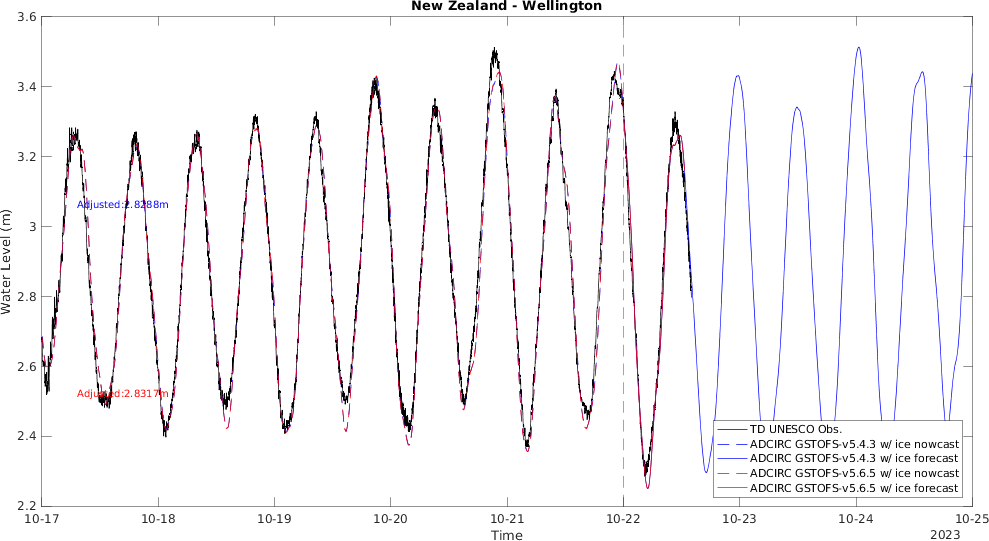 New Zealand - Wellington
3.6
3.4
3.2
3
2.8
2.6
2.4
2.2
Water Level (m)
Adjusted:2.8288m
Adjusted:2.8317m
TD UNESCO Obs.
ADCIRC GSTOFS-v5.4.3 w/ ice nowcast
ADCIRC GSTOFS-v5.4.3 w/ ice forecast
ADCIRC GSTOFS-v5.6.5 w/ ice nowcast
ADCIRC GSTOFS-v5.6.5 w/ ice forecast
10-17 10-18 10-19 10-20 10-21 10-22 10-23 10-24 10-25
Time
2023